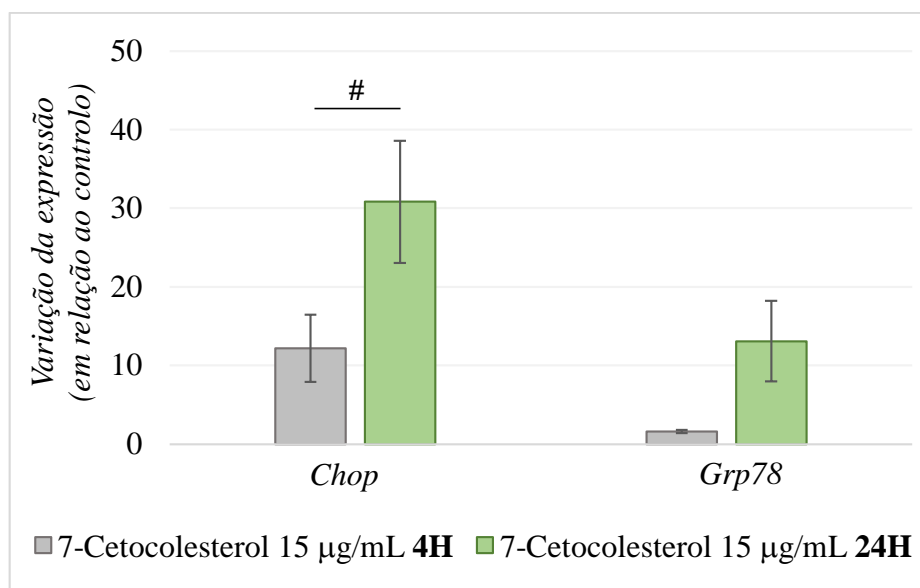 Variação da expressão
(em relação ao controlo)
50
40
30
20
10
0
#
Chop Grp78
7-Cetocolesterol 15 μg/mL 4H 7-Cetocolesterol 15 μg/mL 24H